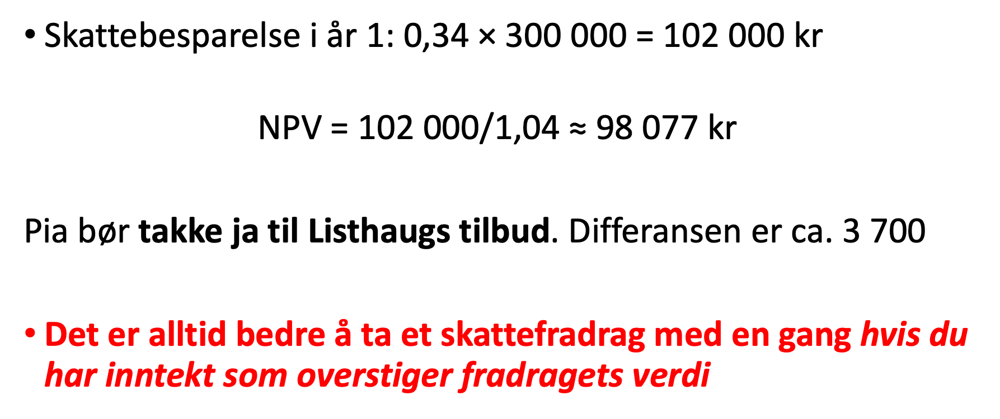 • Skattebesparelse i år 1: 0,34 × 300 000 = 102 000 kr
NPV = 102 000/1,04 ≈ 98 077 kr
Pia bør takke ja til Listhaugs tilbud. Differansen er ca. 3 700
• Det er alltid bedre å ta et skattefradrag med en gang hvis du
har inntekt som overstiger fradragets verdi